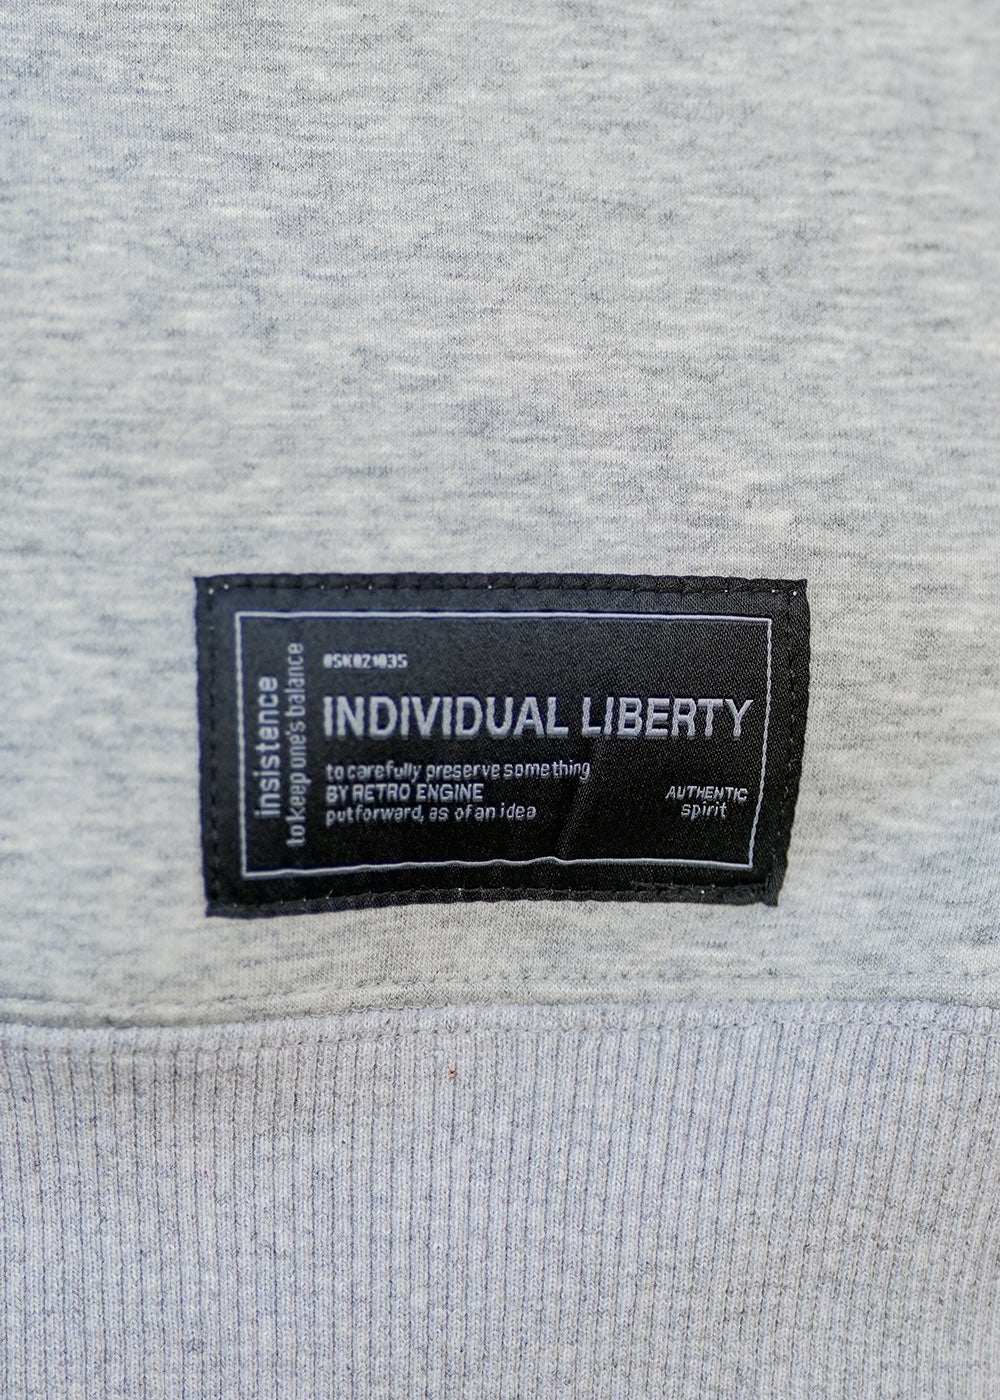 insistence
to keep one's balance
INDIVIDUAL LIBERTY
to carefully preserve something
BY RETRO ENGINE
put forward, as of an idea
AUTHENTIC
spirit